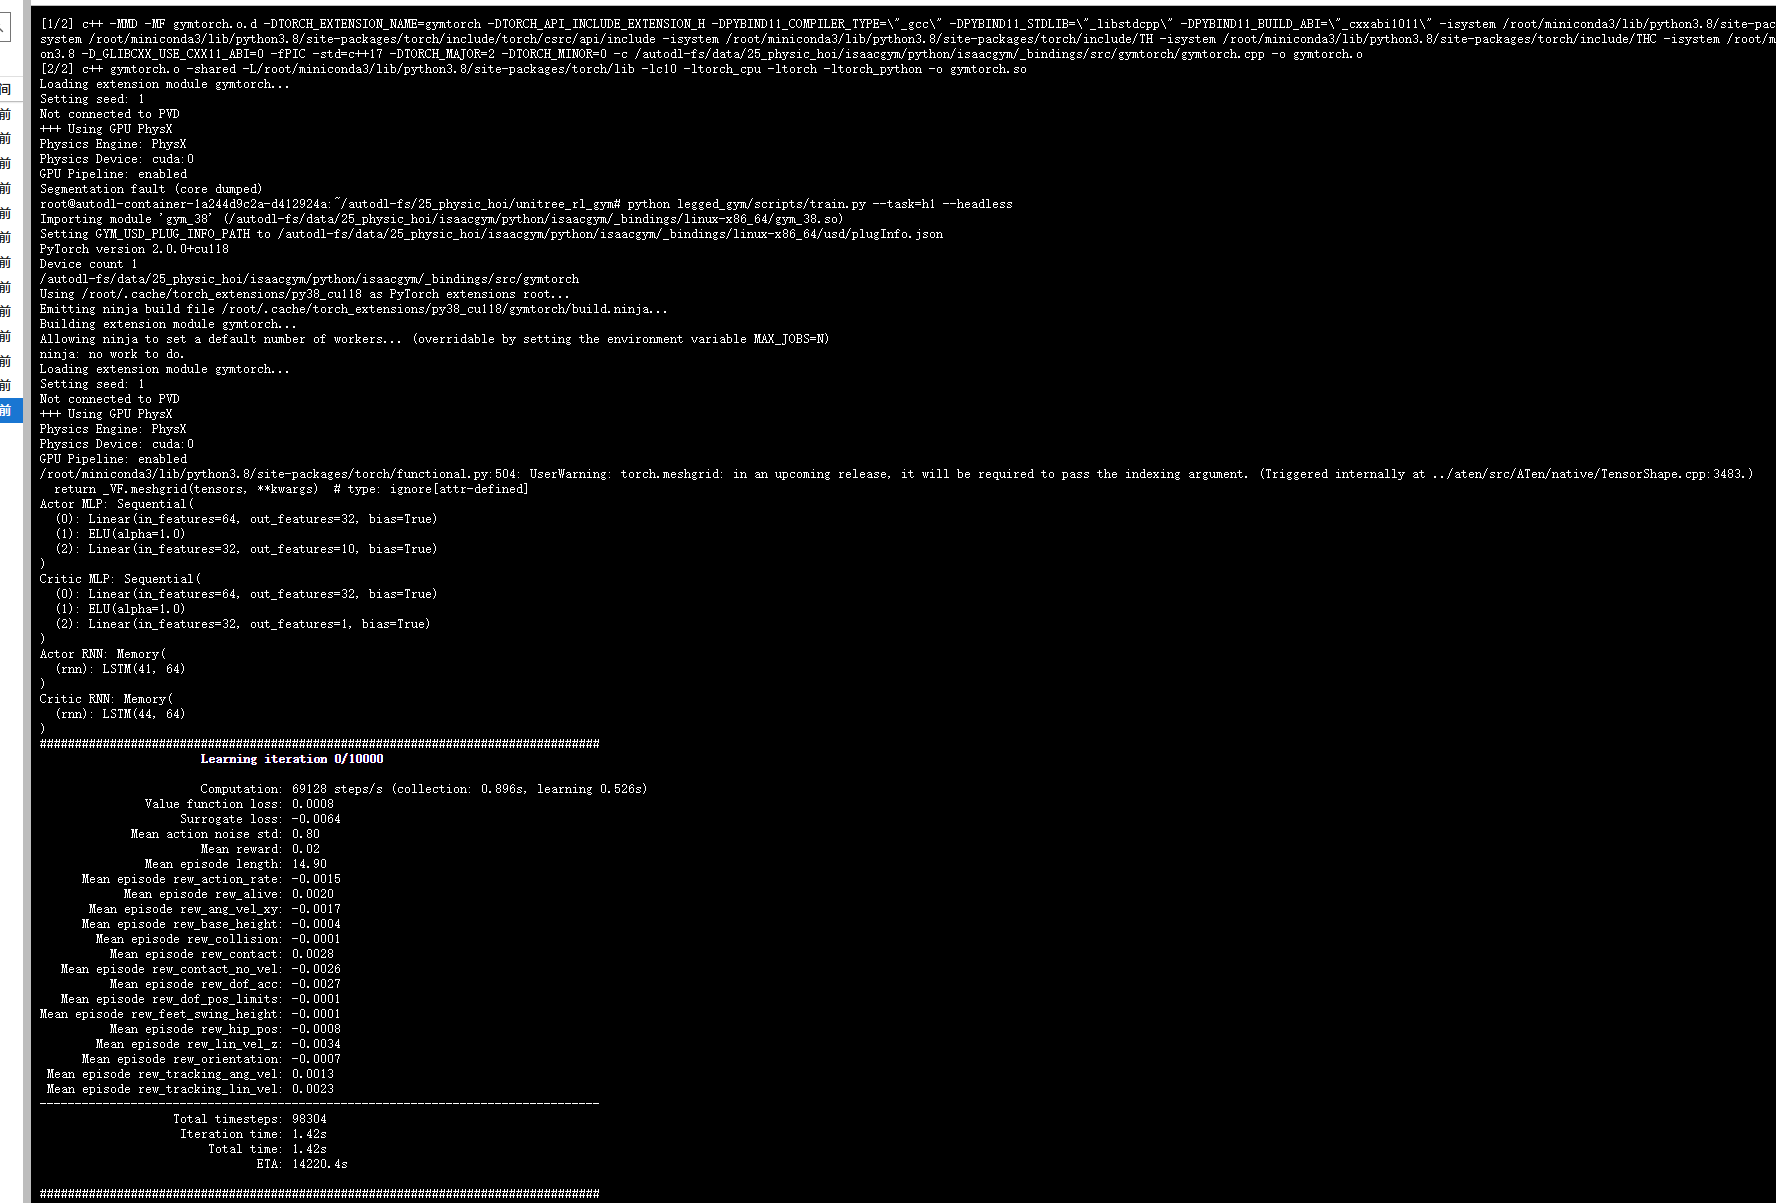 [1/2] c++ -MMD -MF gymtorch.o.d -DTORCH_EXTENSION_NAME=gymtorch -DTORCH_API_INCLUDE_EXTENSION_H -DPYBIND11_COMPILER_TYPE=\"_gcc\" -DPYBIND11_STDLIB=\"_libstdcpp\" -DPYBIND11_BUILD_ABI=\"_cxxabi1011\" -isystem /root/miniconda3/lib/python3.8/site-pac
system /root/miniconda3/lib/python3.8/site-packages/torch/include/torch/csrc/api/include -isystem /root/miniconda3/lib/python3.8/site-packages/torch/include/TH -isystem /root/miniconda3/lib/python3.8/site-packages/torch/include/THC -isystem /root/m
on3.8 -D_GLIBCXX_USE_CXX11_ABI=0 -fPIC -std=c++17 -DTORCH_MAJOR=2 -DTORCH_MINOR=0 -c /autodl-fs/data/25_physic_hoi/isaacgym/python/isaacgym/_bindings/src/gymtorch/gymtorch.cpp -o gymtorch.o
[2/2] c++ gymtorch.o -shared -L/root/miniconda3/lib/python3.8/site-packages/torch/lib -lc10 -ltorch_cpu -ltorch -ltorch_python -o gymtorch.so
Loading extension module gymtorch...
Setting seed: 1
Not connected to PVD
+++ Using GPU PhysX
Physics Engine: PhysX
Physics Device: cuda:0
GPU Pipeline: enabled
Segmentation fault (core dumped)
root@autodl-container-1a244d9c2a-d412924a:~/autodl-fs/25_physic_hoi/unitree_rl_gym# python legged_gym/scripts/train.py --task=h1 --headless
Importing module 'gym_38' (/autodl-fs/data/25_physic_hoi/isaacgym/python/isaacgym/_bindings/linux-x86_64/gym_38.so)
Setting GYM_USD_PLUG_INFO_PATH to /autodl-fs/data/25_physic_hoi/isaacgym/python/isaacgym/_bindings/linux-x86_64/usd/plugInfo.json
PyTorch version 2.0.0+cu118
Device count 1
/autodl-fs/data/25_physic_hoi/isaacgym/python/isaacgym/_bindings/src/gymtorch
Using /root/.cache/torch_extensions/py38_cu118 as PyTorch extensions root...
Emitting ninja build file /root/.cache/torch_extensions/py38_cu118/gymtorch/build.ninja...
Building extension module gymtorch...
Allowing ninja to set a default number of workers... (overridable by setting the environment variable MAX_JOBS=N)
ninja: no work to do.
Loading extension module gymtorch...
Setting seed: 1
Not connected to PVD
+++ Using GPU PhysX
Physics Engine: PhysX
Physics Device: cuda:0
GPU Pipeline: enabled
/root/miniconda3/lib/python3.8/site-packages/torch/functional.py:504: UserWarning: torch.meshgrid: in an upcoming release, it will be required to pass the indexing argument. (Triggered internally at ../aten/src/ATen/native/TensorShape.cpp:3483.)
  return _VF.meshgrid(tensors, **kwargs)  # type: ignore[attr-defined]
Actor MLP: Sequential(
  (0): Linear(in_features=64, out_features=32, bias=True)
  (1): ELU(alpha=1.0)
  (2): Linear(in_features=32, out_features=10, bias=True)
)
Critic MLP: Sequential(
  (0): Linear(in_features=64, out_features=32, bias=True)
  (1): ELU(alpha=1.0)
  (2): Linear(in_features=32, out_features=1, bias=True)
)
Actor RNN: Memory(
  (rnn): LSTM(41, 64)
)
Critic RNN: Memory(
  (rnn): LSTM(44, 64)
)
################################################################################
Learning iteration 0/10000
Computation: 69128 steps/s (collection: 0.896s, learning 0.526s)
Value function loss: 0.0008
Surrogate loss: -0.0064
Mean action noise std: 0.80
Mean reward: 0.02
Mean episode length: 14.90
Mean episode rew_action_rate: -0.0015
Mean episode rew_alive: 0.0020
Mean episode rew_ang_vel_xy: -0.0017
Mean episode rew_base_height: -0.0004
Mean episode rew_collision: -0.0001
Mean episode rew_contact: 0.0028
Mean episode rew_contact_no_vel: -0.0026
Mean episode rew_dof_acc: -0.0027
Mean episode rew_dof_pos_limits: -0.0001
Mean episode rew_feet_swing_height: -0.0001
Mean episode rew_hip_pos: -0.0008
Mean episode rew_lin_vel_z: -0.0034
Mean episode rew_orientation: -0.0007
Mean episode rew_tracking_ang_vel: 0.0013
Mean episode rew_tracking_lin_vel: 0.0023
--------------------------------------------------------------------------------
Total timesteps: 98304
Iteration time: 1.42s
Total time: 1.42s
ETA: 14220.4s
################################################################################
间
前
前
前
前
前
前
前
前
前
前
前
前
前